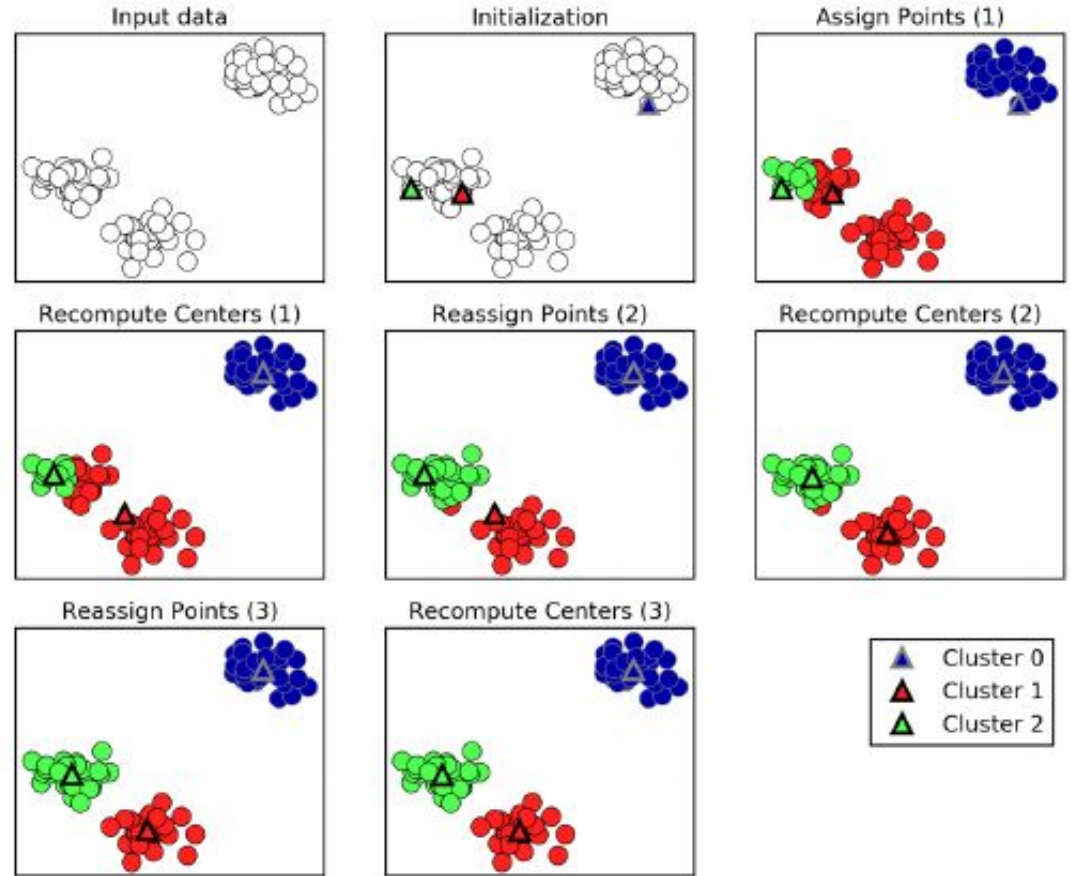 Input data
Initialization
Assign Points (1)
Recompute Centers (1)
Reassign Points (2)
Recompute Centers (2)
Reassign Points (3)
Recompute Centers (3)
Cluster 0
Cluster 1
Cluster 2